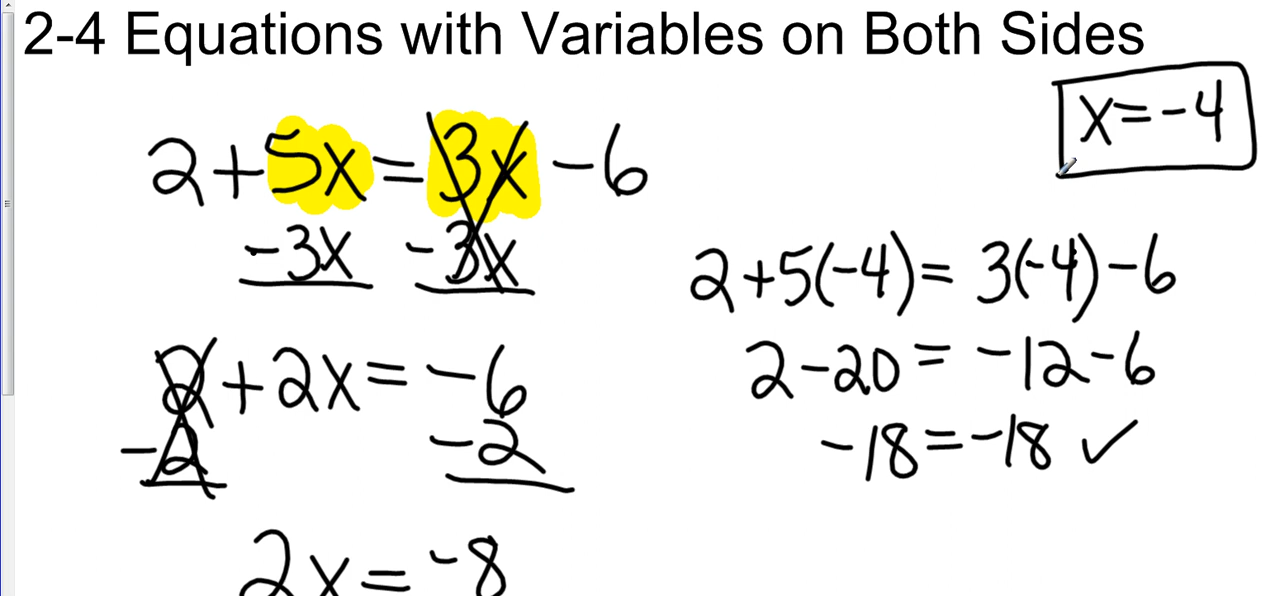 2-4 Equations with Variables on Both Sides
x=-4
2+5x=3x-6
-3x -3x
2+2x=-6
-2 -2
2x=-8
2+5(-4)=3(-4)-6
2-20=-12-6
-18=-18 ✓